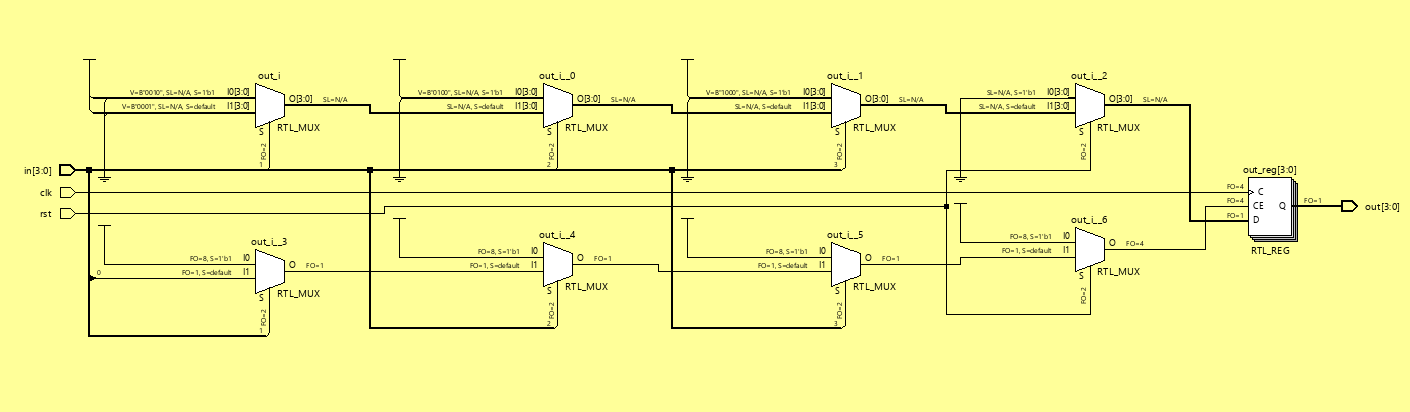 out_i
out_i__0
out_i__1
out_i__2
V=B"0010", SL=N/A, S=1'b1 I0[3:0]
V=B"0001", SL=N/A, S=default I1[3:0]
O[3:0] SL=N/A
S
RTL_MUX
FO=2
1
V=B"0100", SL=N/A, S=1'b1 I0[3:0]
SL=N/A, S=default I1[3:0]
O[3:0] SL=N/A
S
RTL_MUX
FO=2
2
V=B"1000", SL=N/A, S=1'b1 I0[3:0]
SL=N/A, S=default I1[3:0]
O[3:0] SL=N/A
S
RTL_MUX
FO=2
3
SL=N/A, S=1'b1 I0[3:0]
SL=N/A, S=default I1[3:0]
O[3:0] SL=N/A
S
RTL_MUX
FO=2
in[3:0]
clk
rst
out_reg[3:0]
FO=4 C
FO=4 CE
FO=1 D
Q FO=1
RTL_REG
out[3:0]
out_i__3
FO=8, S=1'b1 I0
0 FO=1, S=default I1
O FO=1
S
RTL_MUX
FO=2
1
out_i__4
FO=8, S=1'b1 I0
FO=1, S=default I1
O FO=1
S
RTL_MUX
FO=2
2
out_i__5
FO=8, S=1'b1 I0
FO=1, S=default I1
O FO=1
S
RTL_MUX
FO=2
3
out_i__6
FO=8, S=1'b1 I0
FO=1, S=default I1
O FO=4
S
RTL_MUX
FO=2